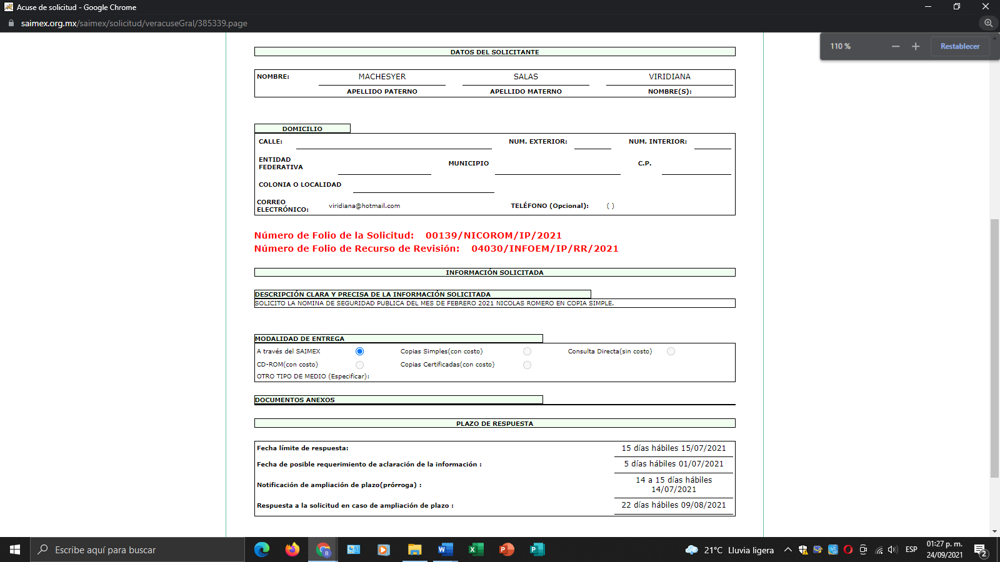 Acuse de solicitud - Google Chrome
saimex.org.mx/saimex/solicitud/veracuseGral/385339.page
110 %
Restablecer
DATOS DEL SOLICITANTE
NOMBRE: MACHESYER SALAS VIRIDIANA
APELLIDO PATERNO APELLIDO MATERNO NOMBRE(S):
DOMICILIO
CALLE: NUM. EXTERIOR: NUM. INTERIOR:
ENTIDAD
FEDERATIVA MUNICIPIO C.P.
COLONIA O LOCALIDAD
CORREO
ELECTRÓNICO: viridiana@hotmail.com TELÉFONO (Opcional): ( )
Número de Folio de la Solicitud: 00139/NICOROM/IP/2021
Número de Folio de Recurso de Revisión: 04030/INFOEM/IP/RR/2021
INFORMACIÓN SOLICITADA
DESCRIPCIÓN CLARA Y PRECISA DE LA INFORMACIÓN SOLICITADA
SOLICITO LA NOMINA DE SEGURIDAD PUBLICA DEL MES DE FEBRERO 2021 NICOLAS ROMERO EN COPIA SIMPLE.
MODALIDAD DE ENTREGA
A través del SAIMEX Copias Simples(con costo) Consulta Directa(sin costo)
CD-ROM(con costo) Copias Certificadas(con costo)
OTRO TIPO DE MEDIO (Especificar):
DOCUMENTOS ANEXOS
PLAZO DE RESPUESTA
Fecha límite de respuesta: 15 días hábiles 15/07/2021
Fecha de posible requerimiento de aclaración de la información : 5 días hábiles 01/07/2021
Notificación de ampliación de plazo(prórroga) : 14 a 15 días hábiles
14/07/2021
Respuesta a la solicitud en caso de ampliación de plazo : 22 días hábiles 09/08/2021
Escribe aquí para buscar
21°C Lluvia ligera
ESP
01:27 p. m.
24/09/2021
2